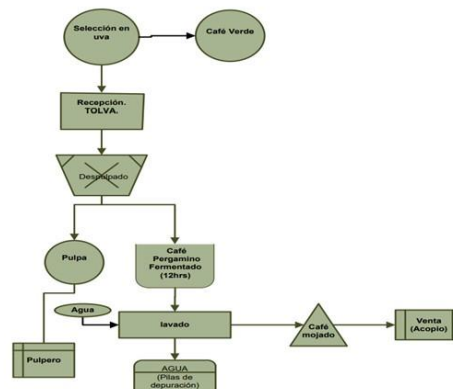 Selección en
uva
Café Verde
Recepción.
TOLVA.
Despulpado
Pulpa
Café
Pergamino
Fermentado
(12hrs)
Agua
lavado
Café
mojado
Venta
(Acopio)
Pulpero
AGUA
(Pilas de
depuración)